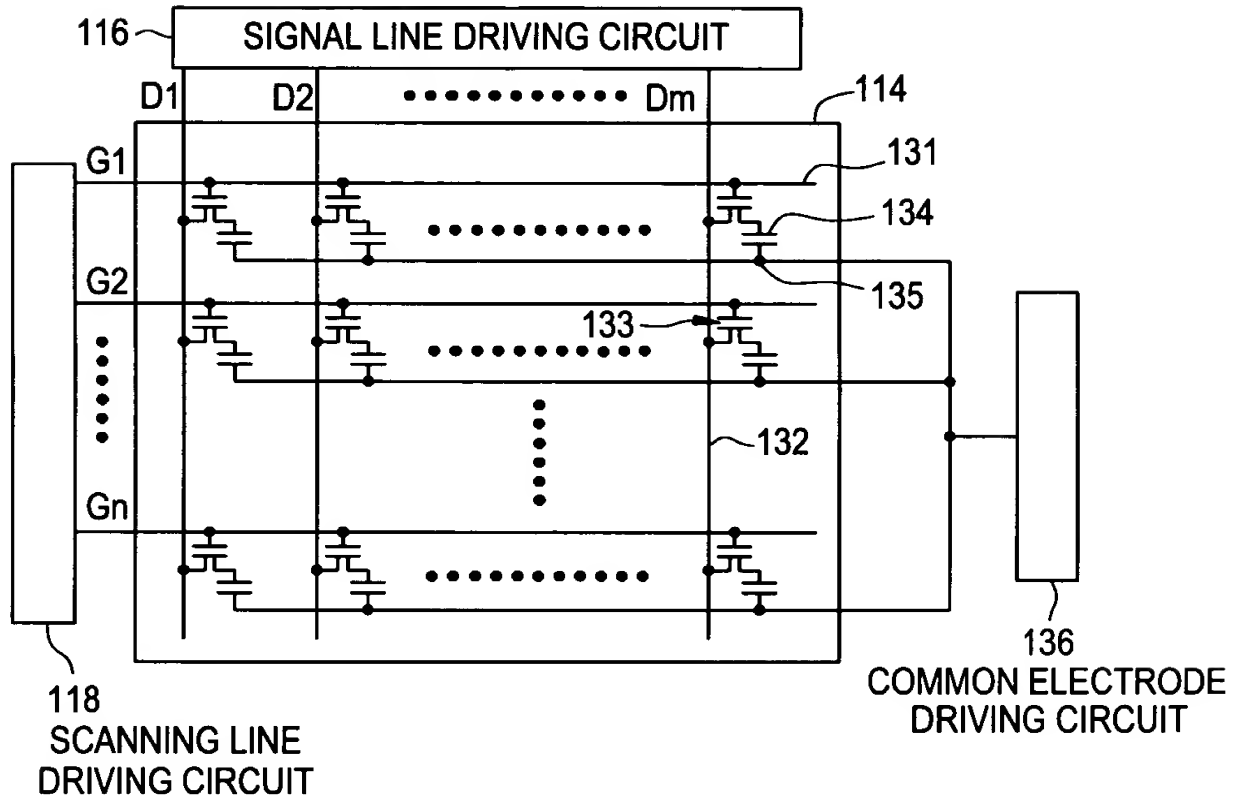 116
SIGNAL LINE DRIVING CIRCUIT
D1
D2
Dm
114
G1
131
134
135
G2
133
132
Gn
118
SCANNING LINE
DRIVING CIRCUIT
136
COMMON ELECTRODE
DRIVING CIRCUIT